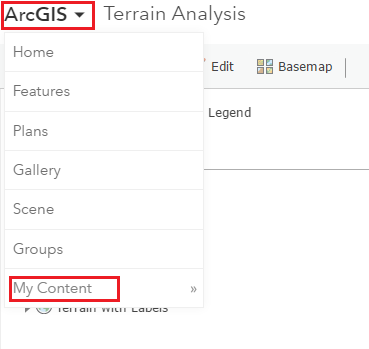 ArcGIS Terrain Analysis
Home
Edit Basemap
Features
Legend
Plans
Gallery
Scene
Groups
My Content »
Terrain with Labels